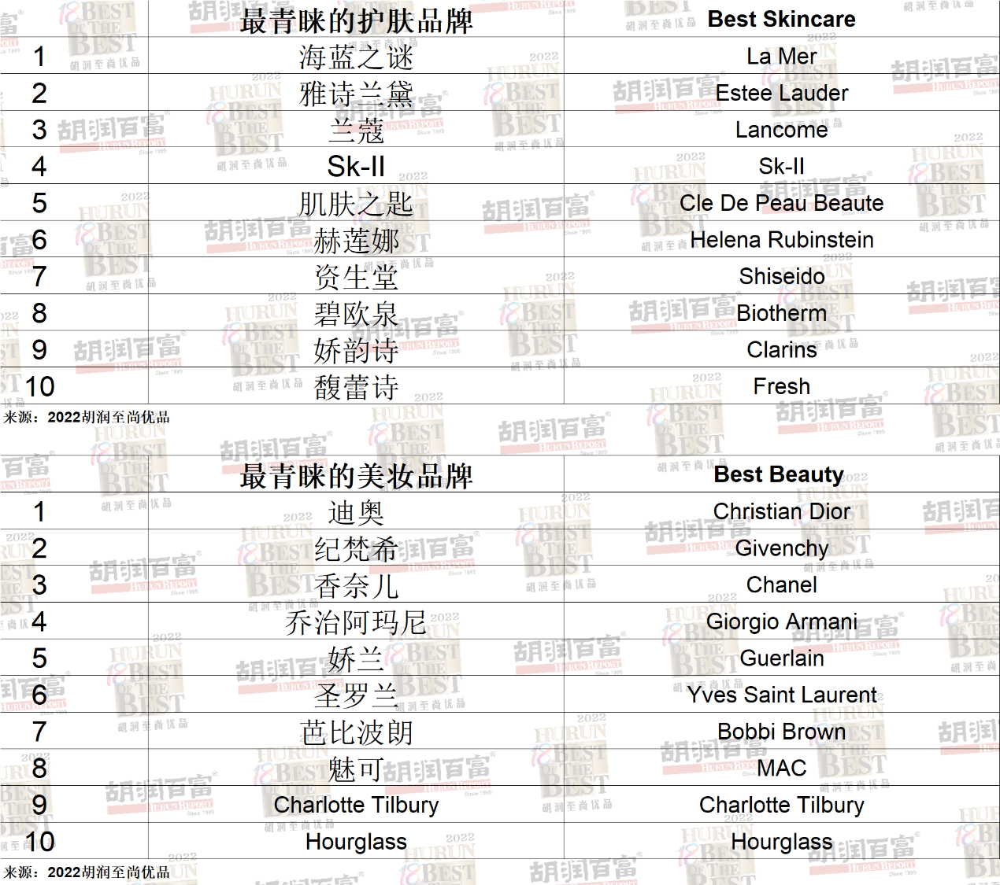 最青睐的护肤品牌 Best Skincare
1 海蓝之谜 La Mer
2 雅诗兰黛 Estee Lauder
3 兰蔻 Lancome
4 Sk-II Sk-II
5 肌肤之匙 Cle De Peau Beaute
6 赫莲娜 Helena Rubinstein
7 资生堂 Shiseido
8 碧欧泉 Biotherm
9 娇韵诗 Clarins
10 馥蕾诗 Fresh
来源：2022胡润至尚优品
最青睐的美妆品牌 Best Beauty
1 迪奥 Christian Dior
2 纪梵希 Givenchy
3 香奈儿 Chanel
4 乔治阿玛尼 Giorgio Armani
5 娇兰 Guerlain
6 圣罗兰 Yves Saint Laurent
7 芭比波朗 Bobbi Brown
8 魅可 MAC
9 Charlotte Tilbury Charlotte Tilbury
10 Hourglass Hourglass
来源：2022胡润至尚优品